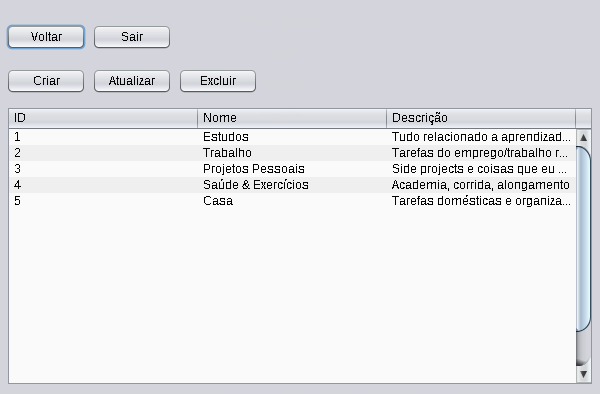 Voltar Sair
Criar Atualizar Excluir
ID Nome Descrição
1 Estudos Tudo relacionado a aprendizad...
2 Trabalho Tarefas do emprego/trabalho r...
3 Projetos Pessoais Side projects e coisas que eu ...
4 Saúde & Exercícios Academia, corrida, alongamento
5 Casa Tarefas domésticas e organiza...